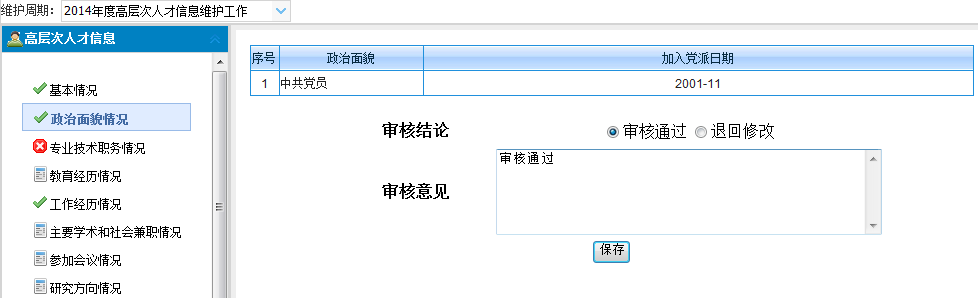 维护周期： 2014年度高层次人才信息维护工作
高层次人才信息
基本情况
政治面貌情况
专业技术职务情况
教育经历情况
工作经历情况
主要学术和社会兼职情况
参加会议情况
研究方向情况
序号 政治面貌 加入党派日期
1 中共党员 2001-11
审核结论 审核通过 退回修改
审核意见 审核通过
保存